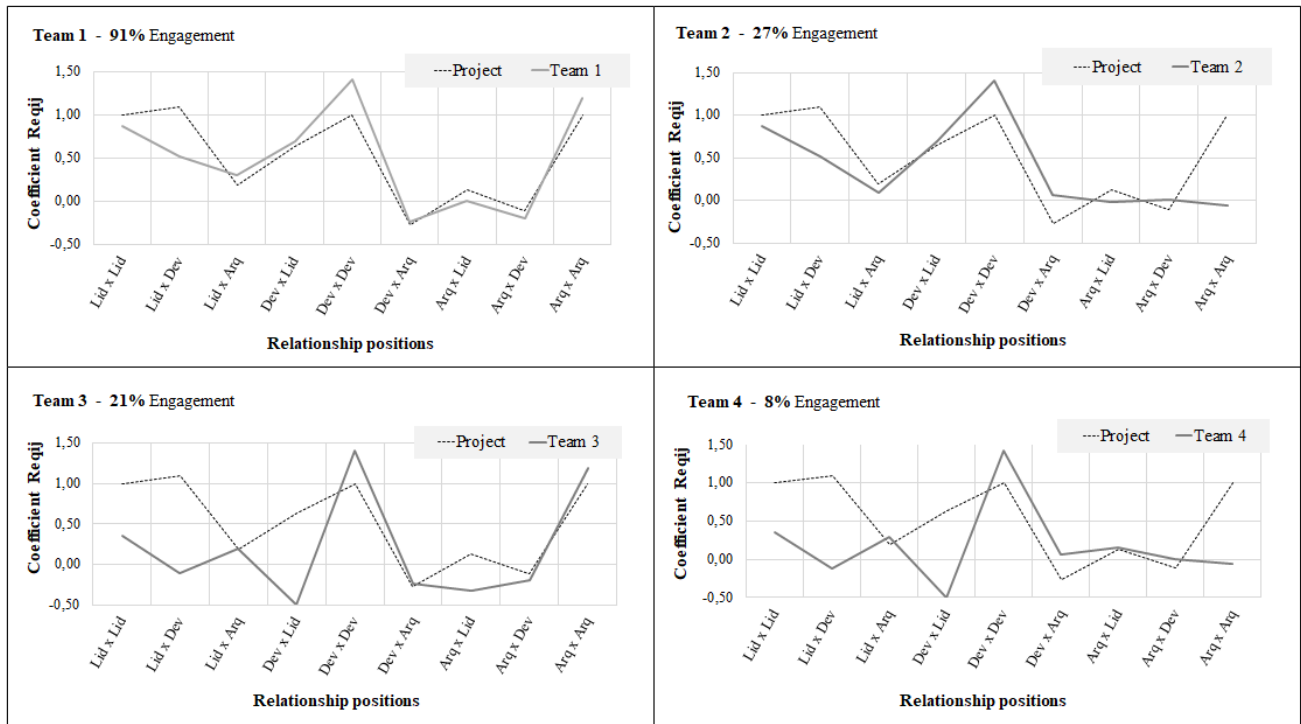 Team 1 - 91% Engagement
Project Team 1
Coefficient Reqij
1,50
1,00
0,50
0,00
-0,50
Lid x Lid
Lid x Dev
Lid x Arq
Dev x Lid
Dev x Dev
Dev x Arq
Arq x Lid
Arq x Dev
Arq x Arq
Relationship positions
Team 2 - 27% Engagement
Project Team 2
Coefficient Reqij
1,50
1,00
0,50
0,00
-0,50
Lid x Lid
Lid x Dev
Lid x Arq
Dev x Lid
Dev x Dev
Dev x Arq
Arq x Lid
Arq x Dev
Arq x Arq
Relationship positions
Team 3 - 21% Engagement
Project Team 3
Coefficient Reqij
1,50
1,00
0,50
0,00
-0,50
Lid x Lid
Lid x Dev
Lid x Arq
Dev x Lid
Dev x Dev
Dev x Arq
Arq x Lid
Arq x Dev
Arq x Arq
Relationship positions
Team 4 - 8% Engagement
Project Team 4
Coefficient Reqij
1,50
1,00
0,50
0,00
-0,50
Lid x Lid
Lid x Dev
Lid x Arq
Dev x Lid
Dev x Dev
Dev x Arq
Arq x Lid
Arq x Dev
Arq x Arq
Relationship positions